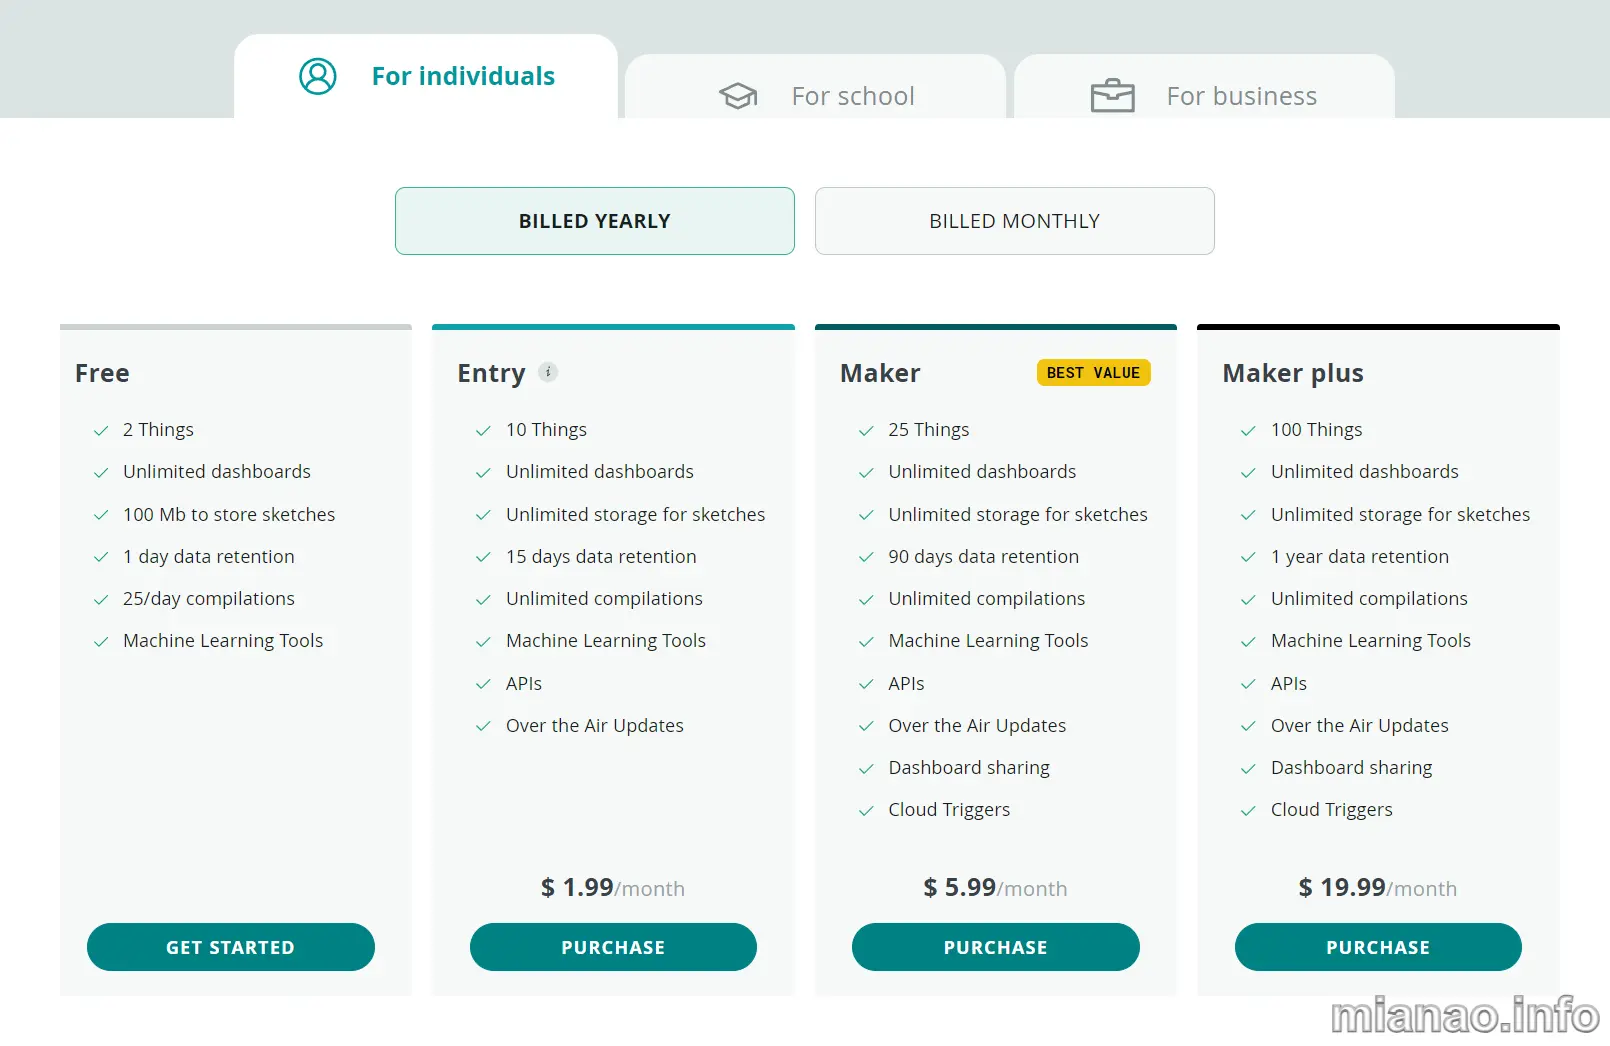 For individuals
For school
For business
BILLED YEARLY
BILLED MONTHLY
Free
2 Things
Unlimited dashboards
100 Mb to store sketches
1 day data retention
25/day compilations
Machine Learning Tools
GET STARTED
Entry i
10 Things
Unlimited dashboards
Unlimited storage for sketches
15 days data retention
Unlimited compilations
Machine Learning Tools
APIs
Over the Air Updates
$ 1.99/month
PURCHASE
Maker
BEST VALUE
25 Things
Unlimited dashboards
Unlimited storage for sketches
90 days data retention
Unlimited compilations
Machine Learning Tools
APIs
Over the Air Updates
Dashboard sharing
Cloud Triggers
$ 5.99/month
PURCHASE
Maker plus
100 Things
Unlimited dashboards
Unlimited storage for sketches
1 year data retention
Unlimited compilations
Machine Learning Tools
APIs
Over the Air Updates
Dashboard sharing
Cloud Triggers
$ 19.99/month
PURCHASE
mianao.info